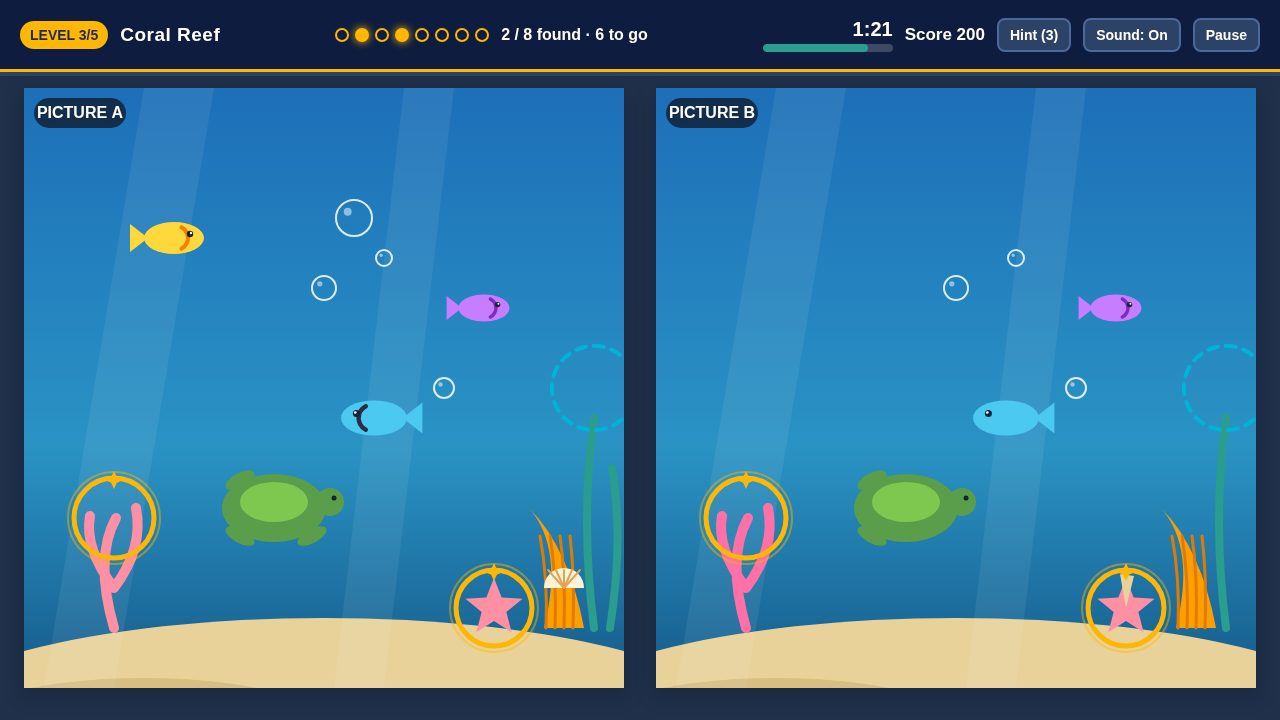 LEVEL 3/5
Coral Reef
2 / 8 found · 6 to go
1:21
Score 200
Hint (3)
Sound: On
Pause
PICTURE A
PICTURE B